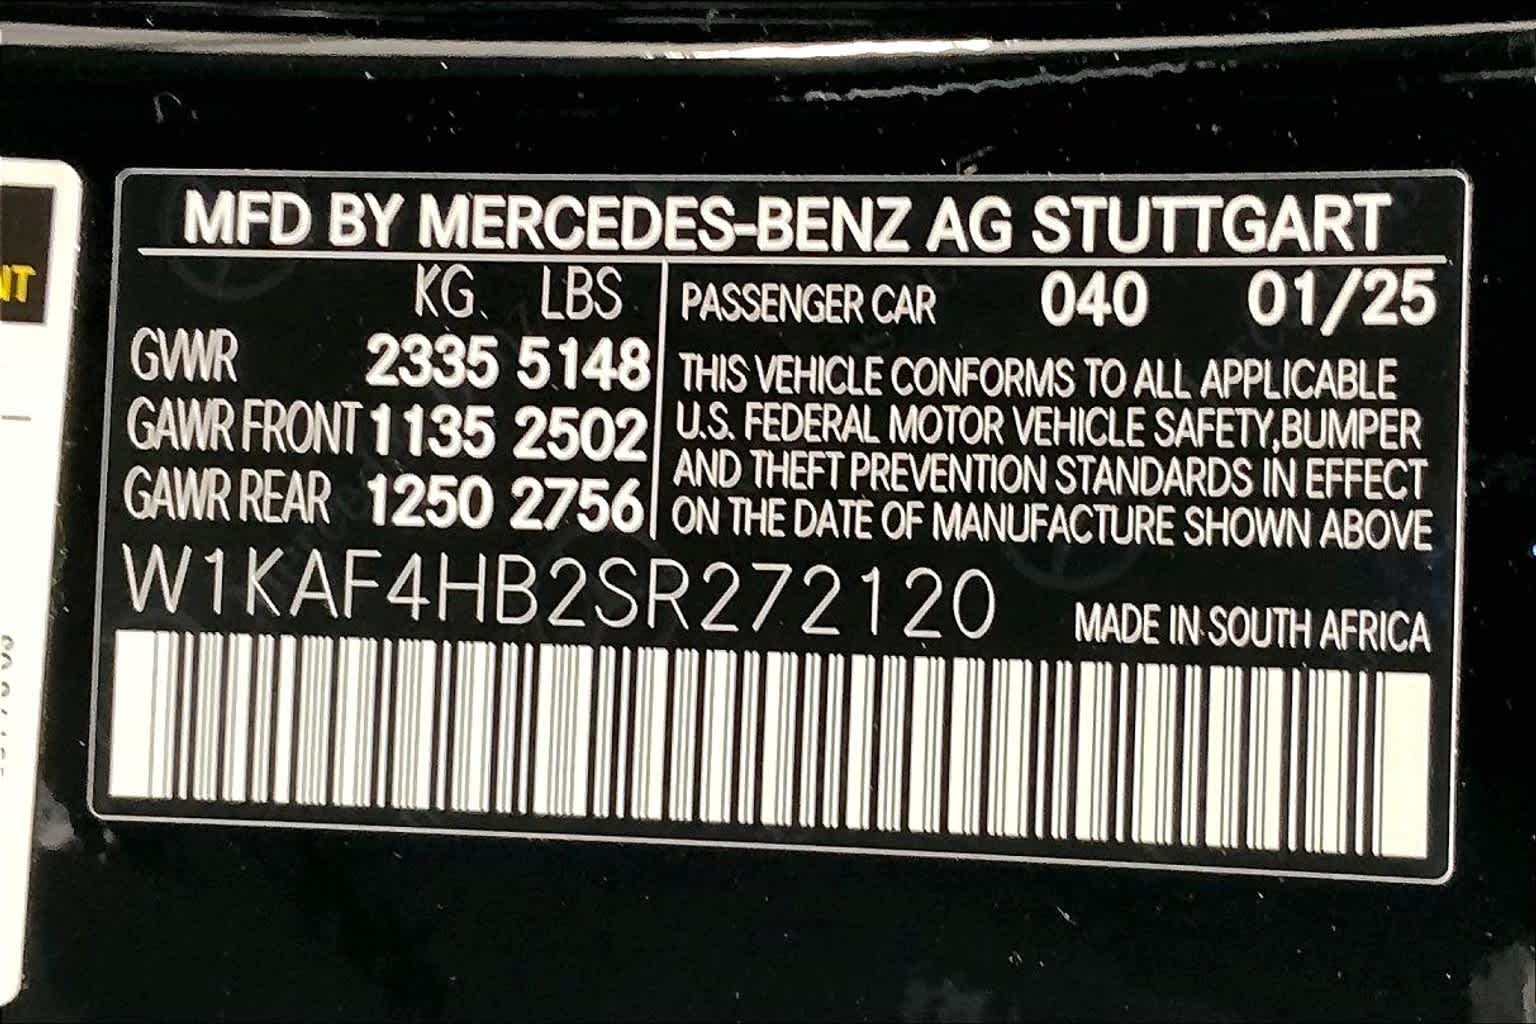 MFD BY MERCEDES-BENZ AG STUTTGART
KG LBS
GVWR 2335 5148
GAWR FRONT 1135 2502
GAWR REAR 1250 2756
PASSENGER CAR 040 01/25
THIS VEHICLE CONFORMS TO ALL APPLICABLE
U.S. FEDERAL MOTOR VEHICLE SAFETY,BUMPER
AND THEFT PREVENTION STANDARDS IN EFFECT
ON THE DATE OF MANUFACTURE SHOWN ABOVE
W1KAF4HB2SR272120
MADE IN SOUTH AFRICA
NT